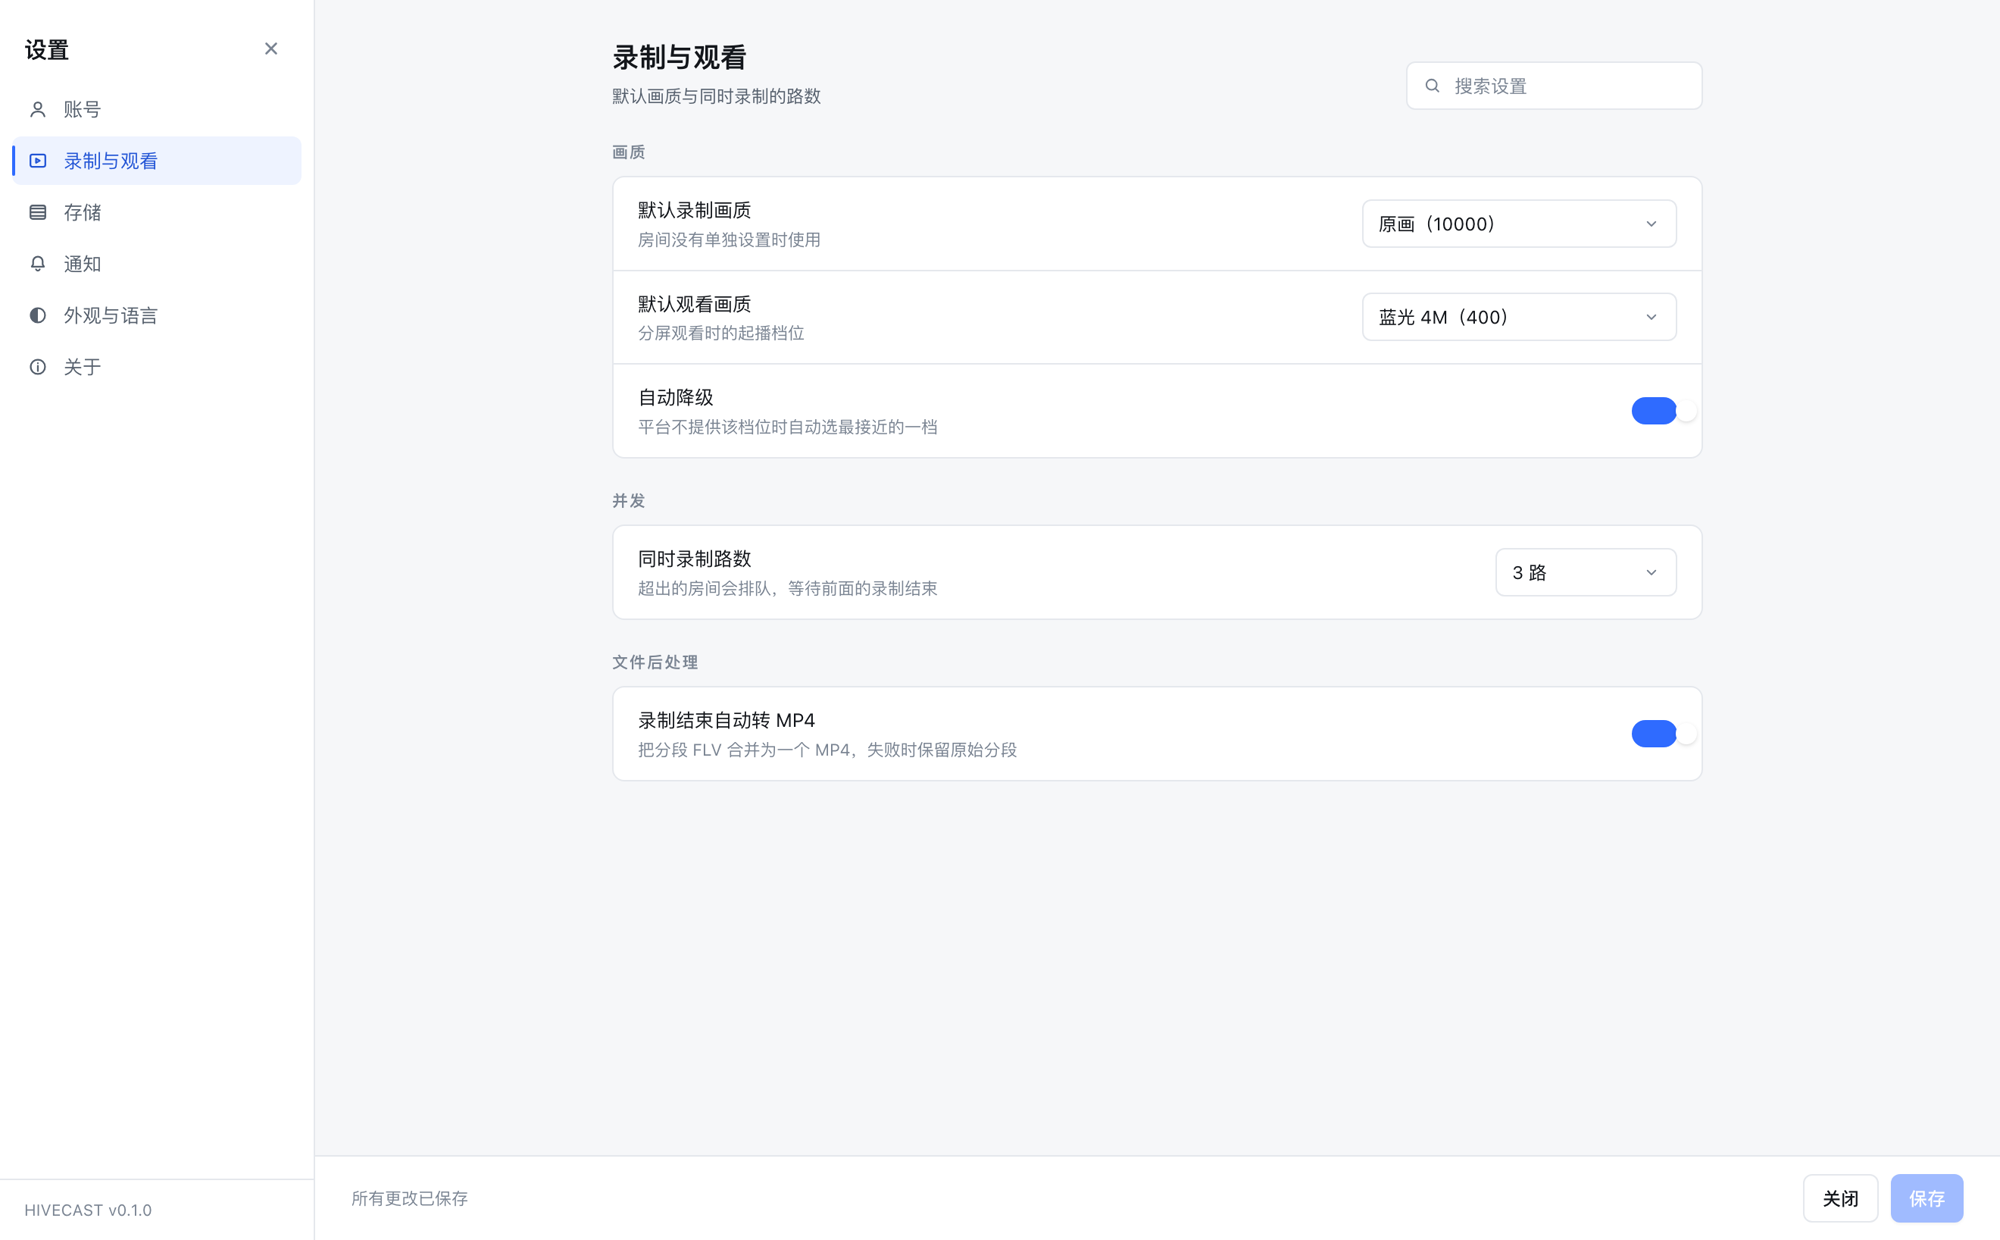 设置
账号
录制与观看
存储
通知
外观与语言
关于
HIVECAST v0.1.0
录制与观看
默认画质与同时录制的路数
搜索设置
画质
默认录制画质
房间没有单独设置时使用
原画（10000）
默认观看画质
分屏观看时的起播档位
蓝光 4M（400）
自动降级
平台不提供该档位时自动选最接近的一档
并发
同时录制路数
超出的房间会排队，等待前面的录制结束
3 路
文件后处理
录制结束自动转 MP4
把分段 FLV 合并为一个 MP4，失败时保留原始分段
所有更改已保存
关闭
保存